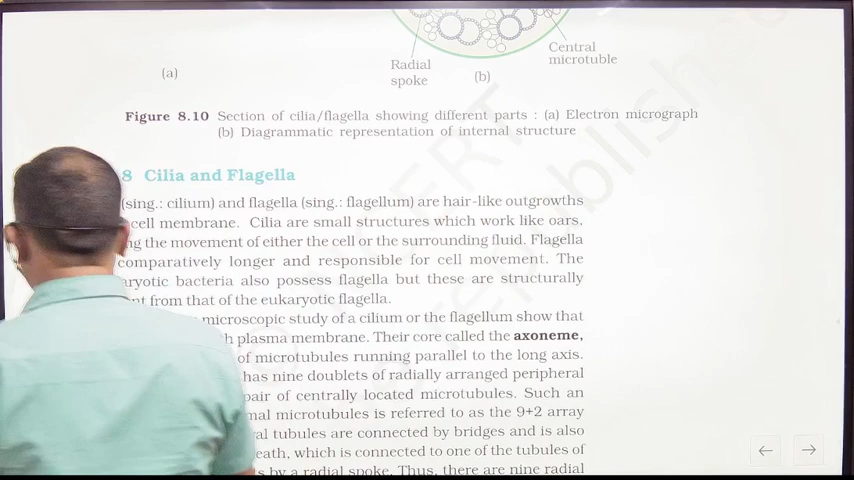 Radial
spoke
Central
microtuble
(a)
(b)
Figure 8.10 Section of cilia/flagella showing different parts : (a) Electron micrograph
(b) Diagrammatic representation of internal structure
8 Cilia and Flagella
(sing.: cilium) and flagella (sing.: flagellum) are hair-like outgrowths
cell membrane. Cilia are small structures which work like oars,
the movement of either the cell or the surrounding fluid. Flagella
comparatively longer and responsible for cell movement. The
bacteria also possess flagella but these are structurally
from that of the eukaryotic flagella.
microscopic study of a cilium or the flagellum show that
plasma membrane. Their core called the axoneme,
of microtubules running parallel to the long axis.
has nine doublets of radially arranged peripheral
pair of centrally located microtubules. Such an
microtubules is referred to as the 9+2 array
tubules are connected by bridges and is also
which is connected to one of the tubules of
by a radial spoke. Thus, there are nine radial